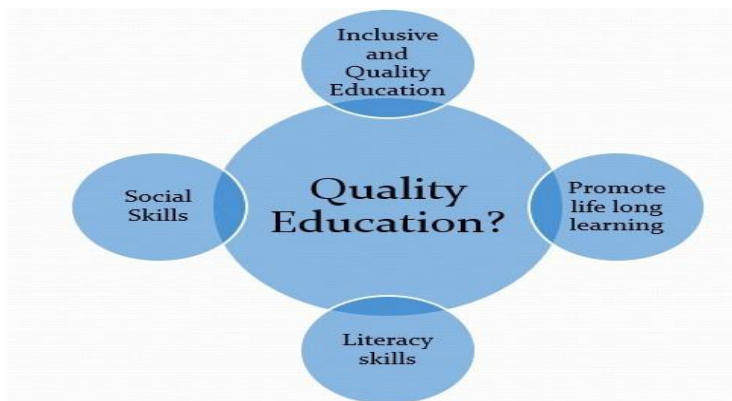 Inclusive
and
Quality
Education
Social
Skills
Quality
Education?
Promote
life long
learning
Literacy
skills